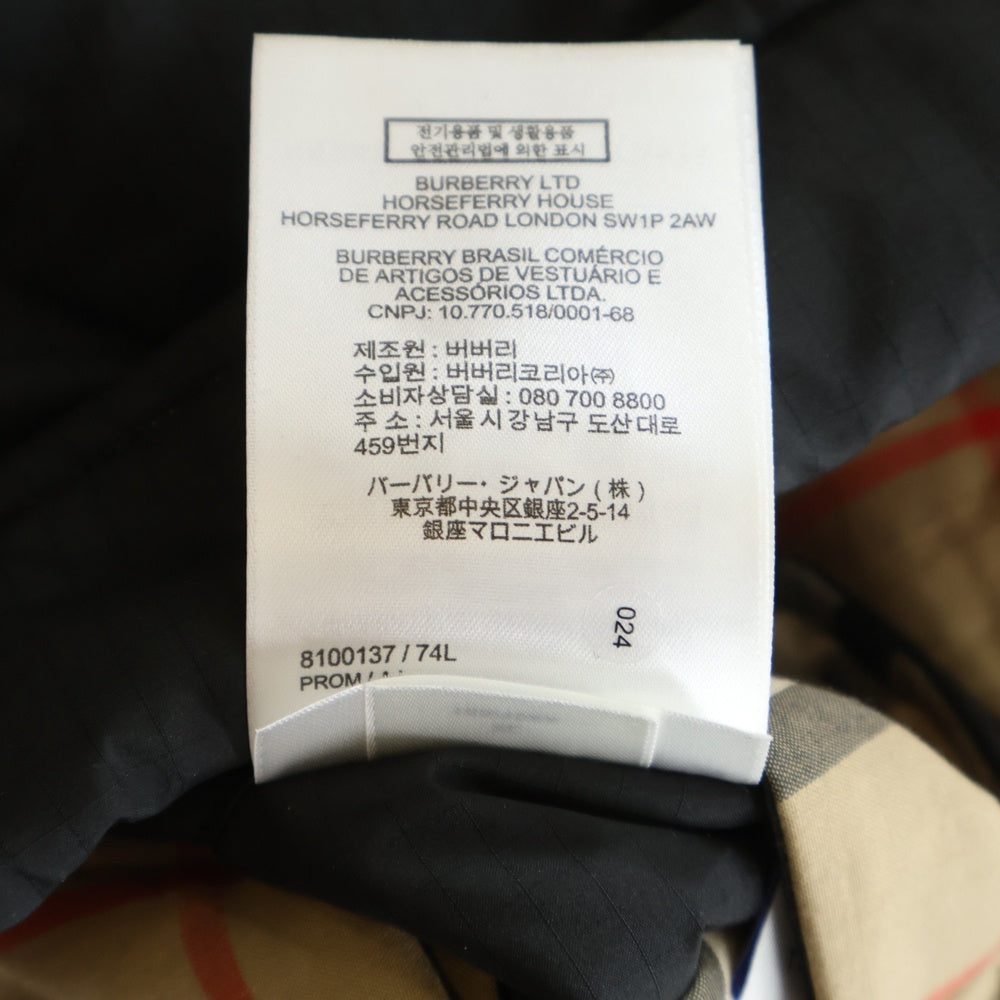 전기용품 및 생활용품
안전관리법에 의한 표시
BURBERRY LTD
HORSEFERRY HOUSE
HORSEFERRY ROAD LONDON SW1P 2AW
BURBERRY BRASIL COMÉRCIO
DE ARTIGOS DE VESTUÁRIO E
ACESSÓRIOS LTDA.
CNPJ: 10.770.518/0001-68
제조원 : 버버리
수입원 : 버버리코리아㈜
소비자상담실 : 080 700 8800
주 소 : 서울시강남구 도산대로
459번지
バーバリー・ジャパン ( 株 )
東京都中央区銀座2-5-14
銀座マロニエビル
024
8100137 / 74L
PROM /